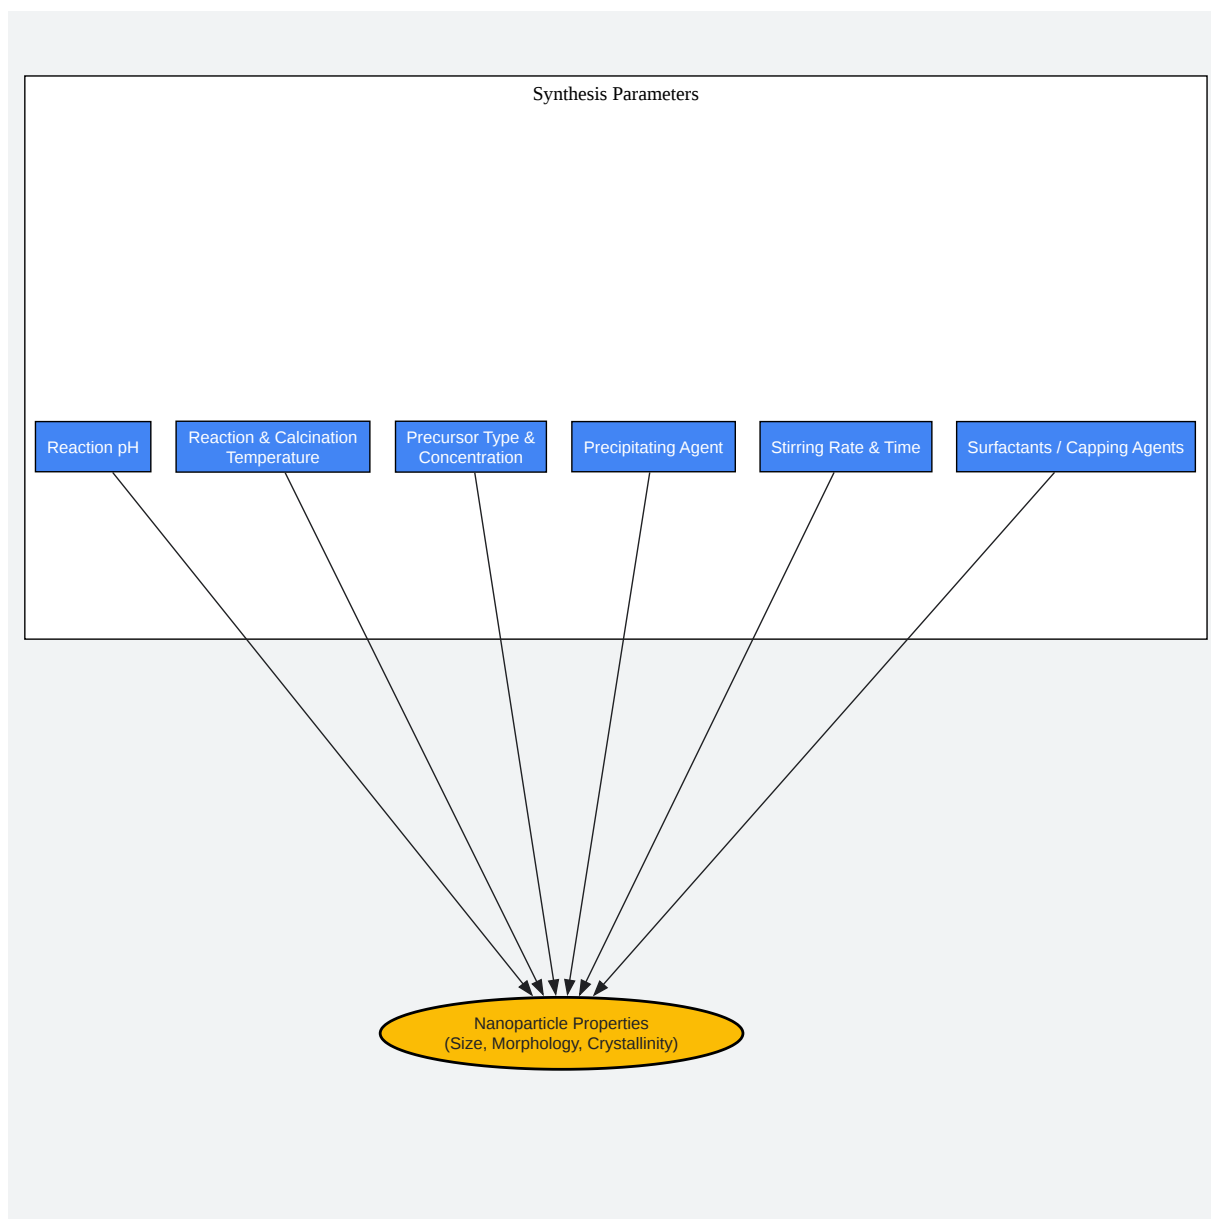 Synthesis Parameters
Reaction pH
Reaction & Calcination
Temperature
Precursor Type &
Concentration
Precipitating Agent
Stirring Rate & Time
Surfactants / Capping Agents
Nanoparticle Properties
(Size, Morphology, Crystallinity)